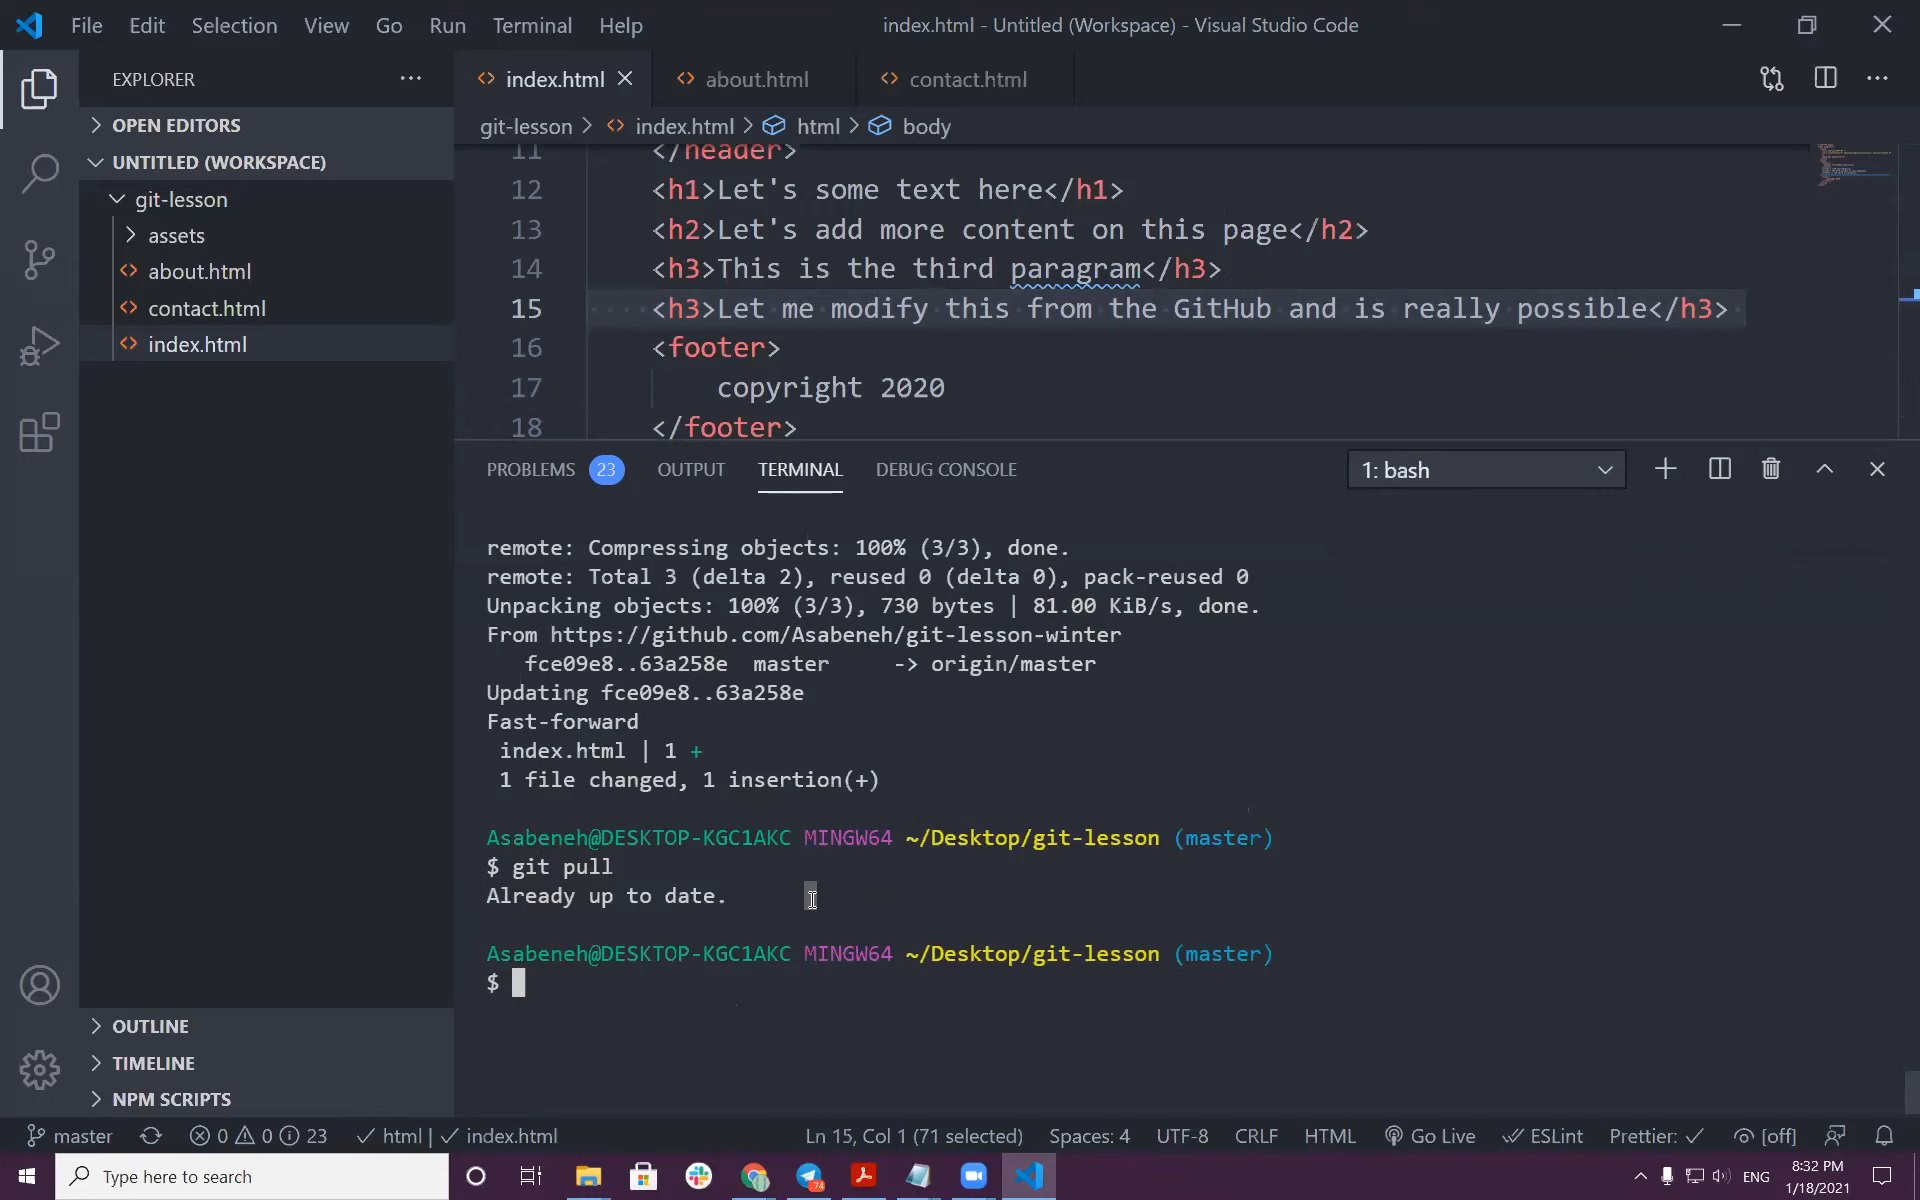 File Edit Selection View Go Run Terminal Help
index.html - Untitled (Workspace) - Visual Studio Code
EXPLORER
OPEN EDITORS
UNTITLED (WORKSPACE)
git-lesson
assets
about.html
contact.html
index.html
OUTLINE
TIMELINE
NPM SCRIPTS
index.html about.html contact.html
git-lesson > index.html > html > body
11 </header>
12 <h1>Let's some text here</h1>
13 <h2>Let's add more content on this page</h2>
14 <h3>This is the third paragram</h3>
15 <h3>Let me modify this from the GitHub and is really possible</h3>
16 <footer>
17 copyright 2020
18 </footer>
PROBLEMS 23 OUTPUT TERMINAL DEBUG CONSOLE 1: bash
remote: Compressing objects: 100% (3/3), done.
remote: Total 3 (delta 2), reused 0 (delta 0), pack-reused 0
Unpacking objects: 100% (3/3), 730 bytes | 81.00 KiB/s, done.
From https://github.com/Asabeneh/git-lesson-winter
fce09e8..63a258e master -> origin/master
Updating fce09e8..63a258e
Fast-forward
index.html | 1 +
1 file changed, 1 insertion(+)
Asabeneh@DESKTOP-KGC1AKC MINGW64 ~/Desktop/git-lesson (master)
$ git pull
Already up to date.
Asabeneh@DESKTOP-KGC1AKC MINGW64 ~/Desktop/git-lesson (master)
$
master 0 0 23 html | index.html Ln 15, Col 1 (71 selected) Spaces: 4 UTF-8 CRLF HTML Go Live ESLint Prettier: [off]
Type here to search
74
ENG
8:32 PM
1/18/2021